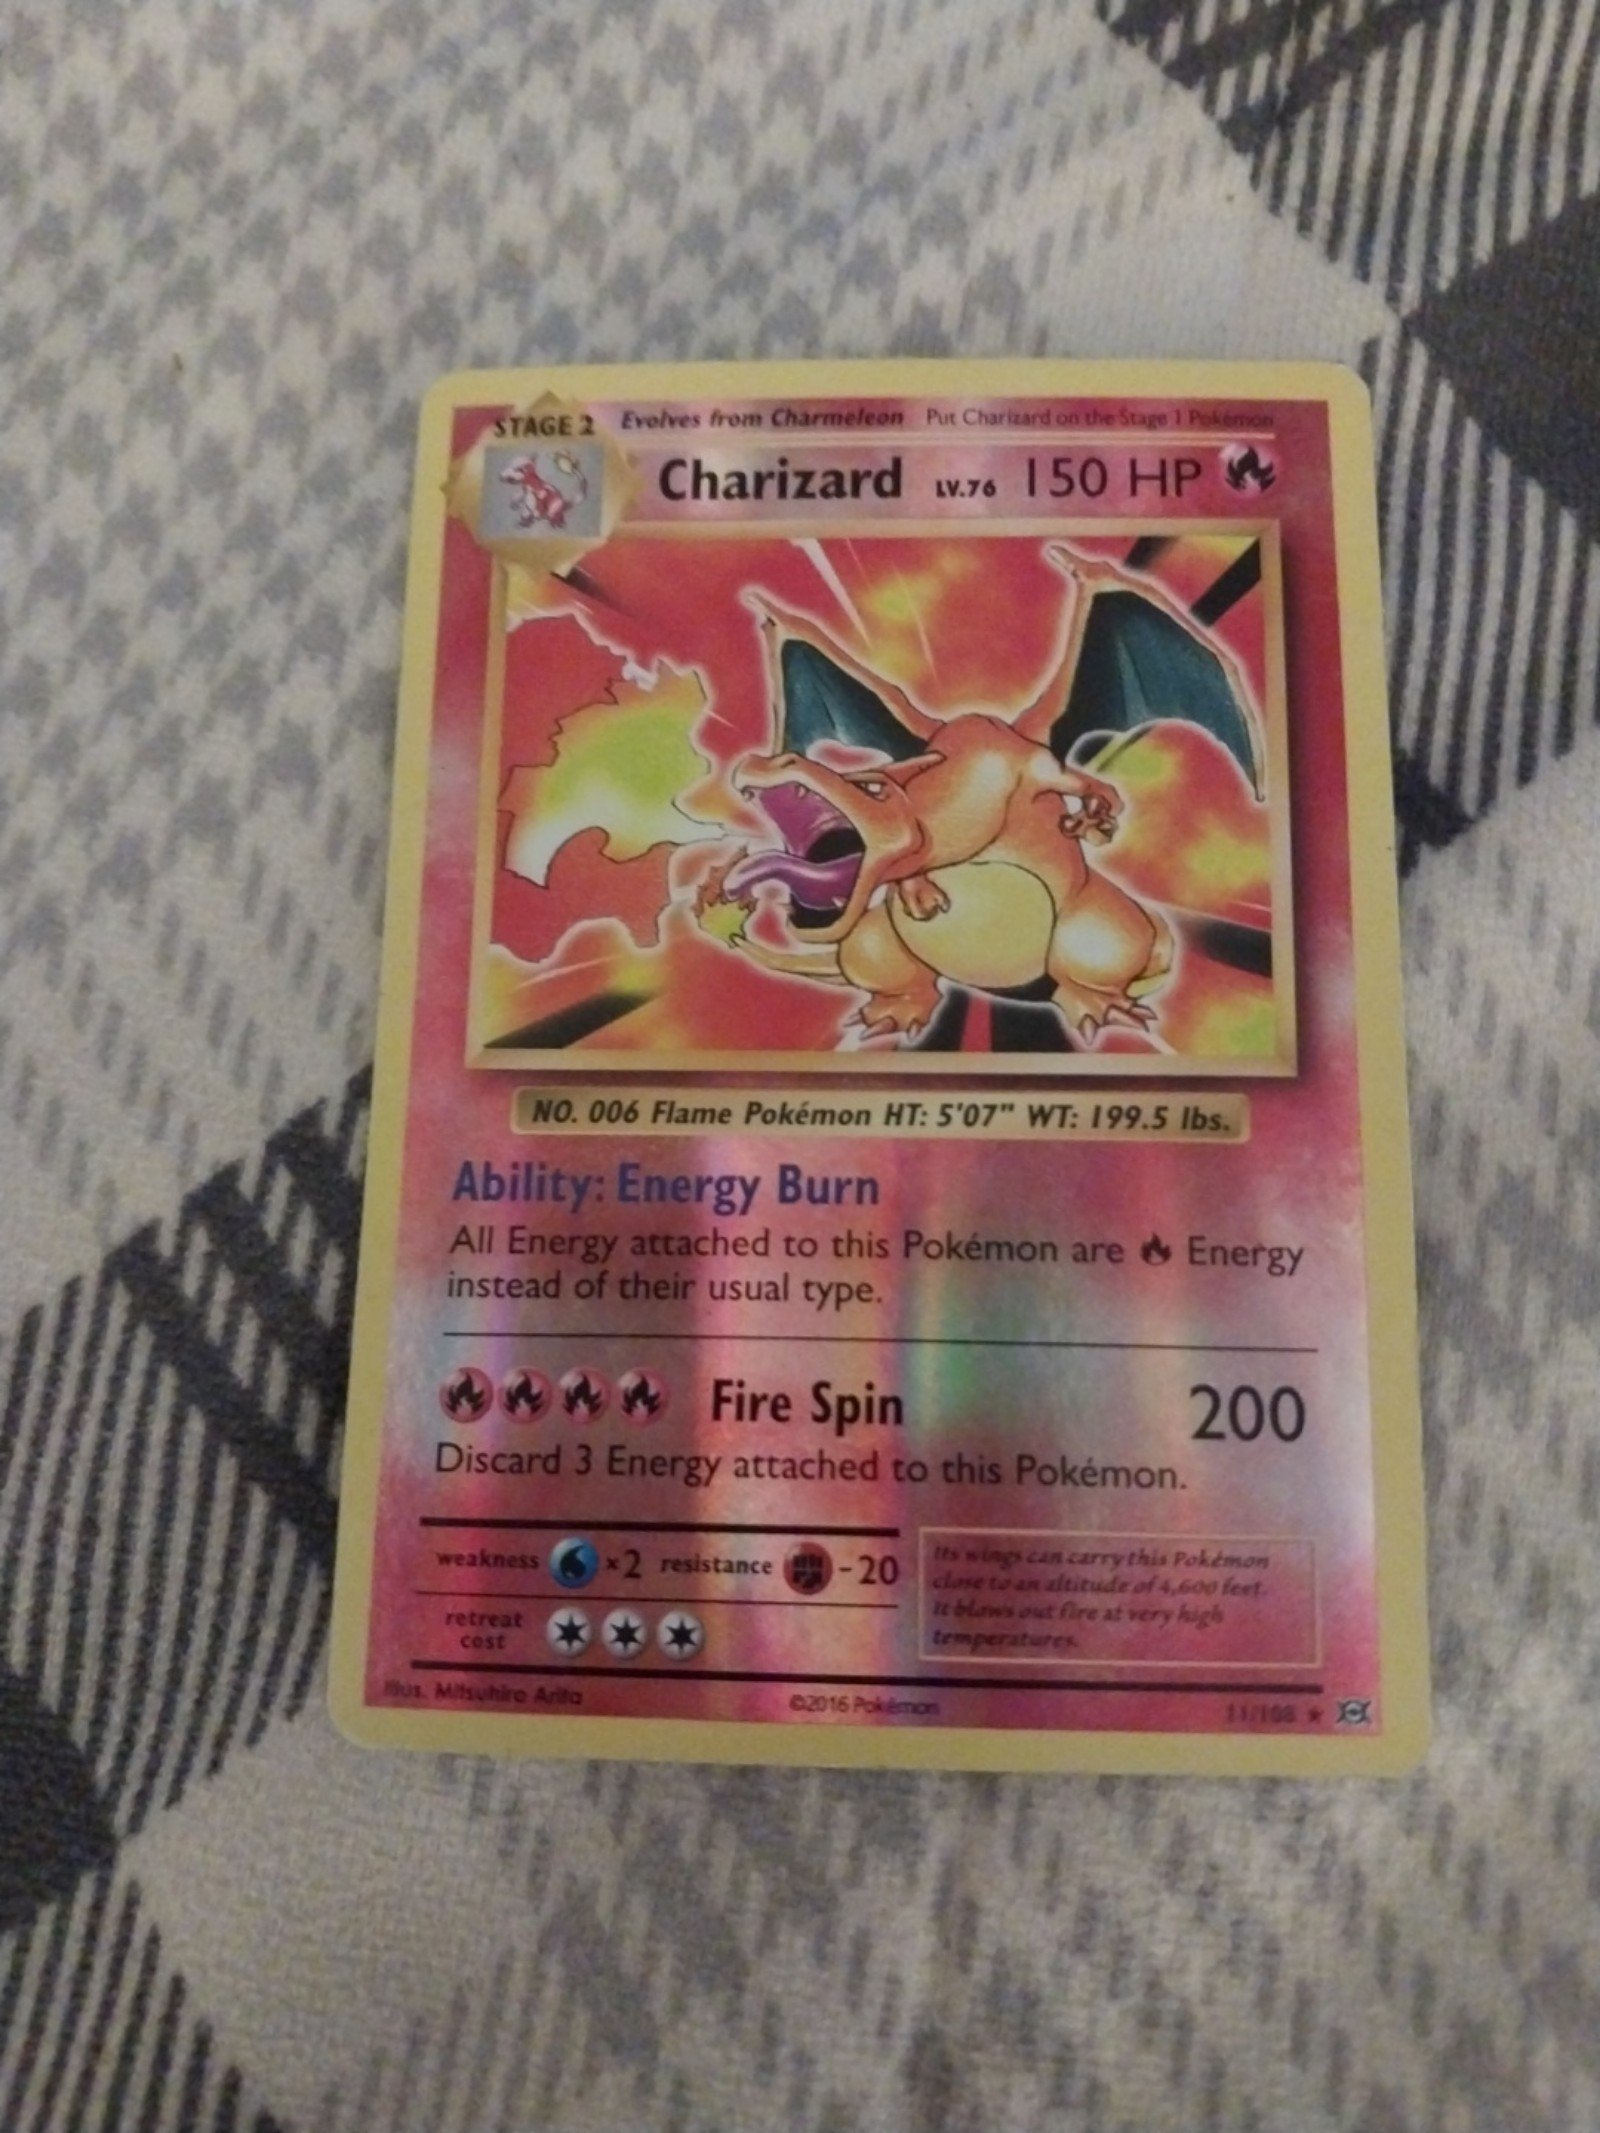 STAGE 2 Evolves from Charmeleon Put Charizard on the Stage 1 Pokémon
Charizard LV.76 150 HP
NO. 006 Flame Pokémon HT: 5'07" WT: 199.5 lbs.
Ability: Energy Burn
All Energy attached to this Pokémon are Energy
instead of their usual type.
Fire Spin 200
Discard 3 Energy attached to this Pokémon.
weakness ×2 resistance -20
retreat
cost
Its wings can carry this Pokémon
close to an altitude of 4,600 feet.
It blows out fire at very high
temperatures.
Illus. Mitsuhiro Arita ©2016 Pokémon 11/108